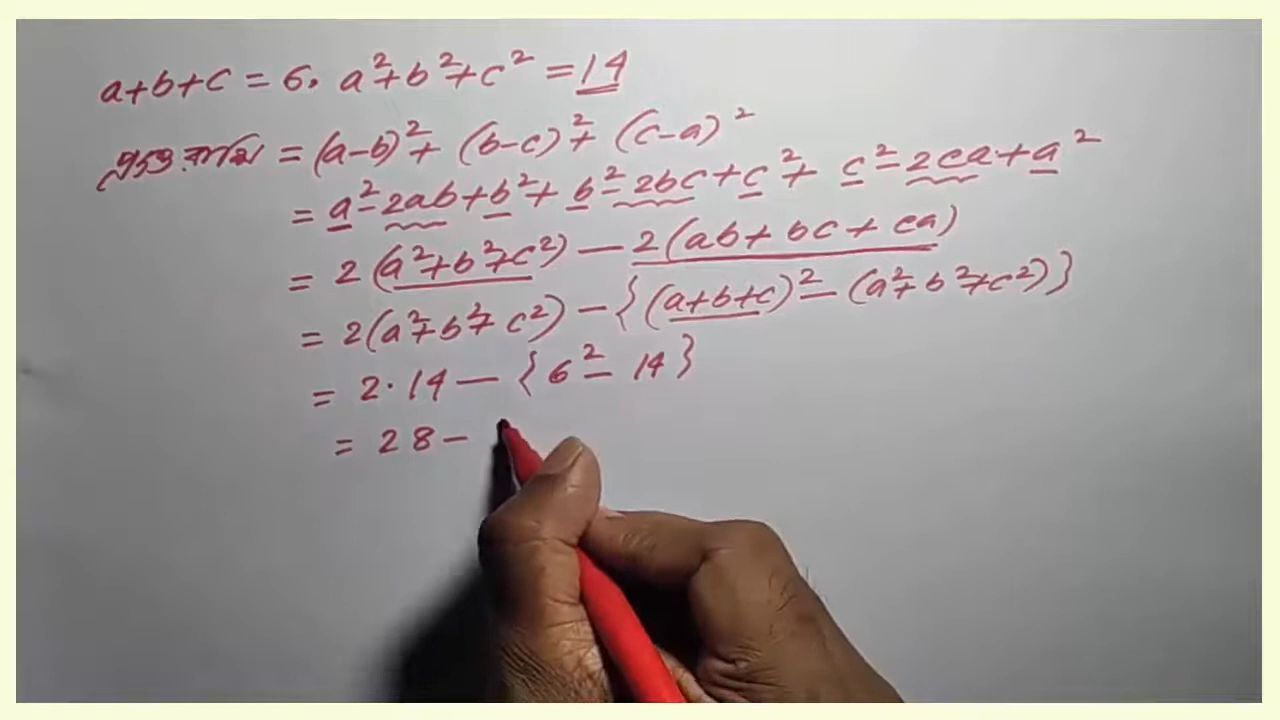 a+b+c = 6, a²+b²+c² = 14
প্রদত্ত রাশি = (a-b)² + (b-c)² + (c-a)²
= a²-2ab+b²+ b²-2bc+c²+ c²-2ca+a²
= 2(a²+b²+c²) - 2(ab+bc+ca)
= 2(a²+b²+c²) - {(a+b+c)² - (a²+b²+c²)}
= 2·14 - {6² - 14}
= 28 -